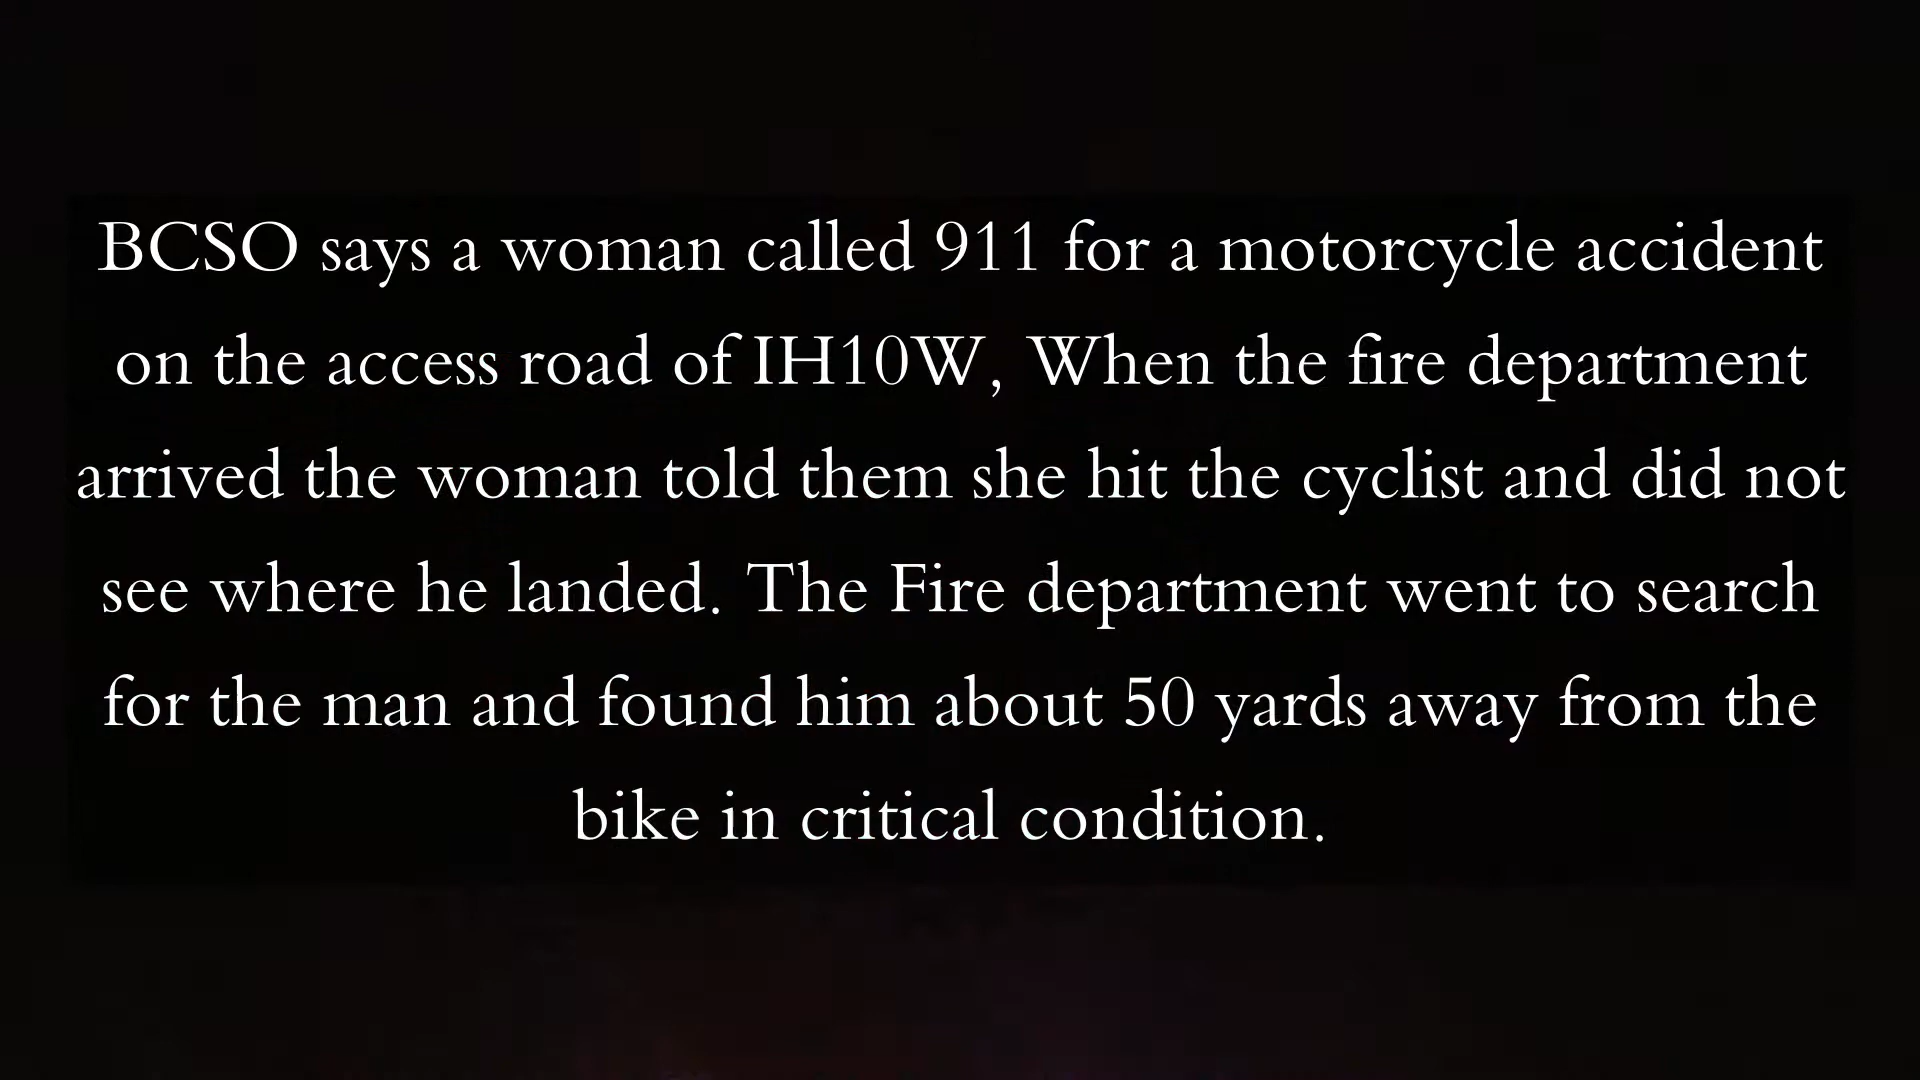 BCSO says a woman called 911 for a motorcycle accident
on the access road of IH10W, When the fire department
arrived the woman told them she hit the cyclist and did not
see where he landed. The Fire department went to search
for the man and found him about 50 yards away from the
bike in critical condition.